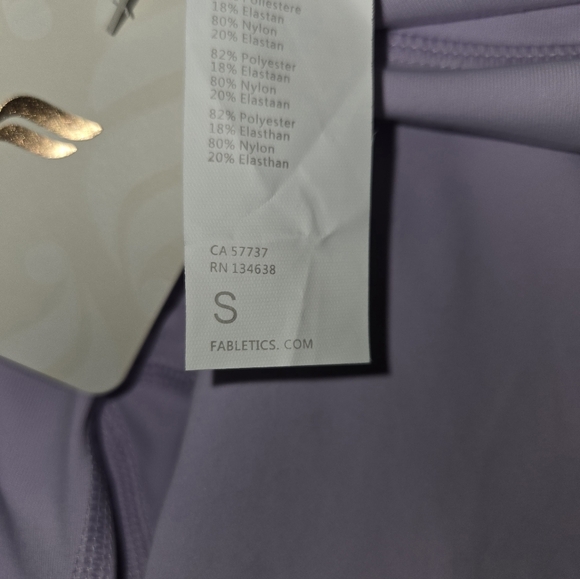 18% Elastan
80% Nylon
20% Elastan
82% Polyester
18% Elastaan
80% Nylon
20% Elastaan
82% Polyester
18% Elasthan
80% Nylon
20% Elasthan
CA 57737
RN 134638
S
FABLETICS. COM